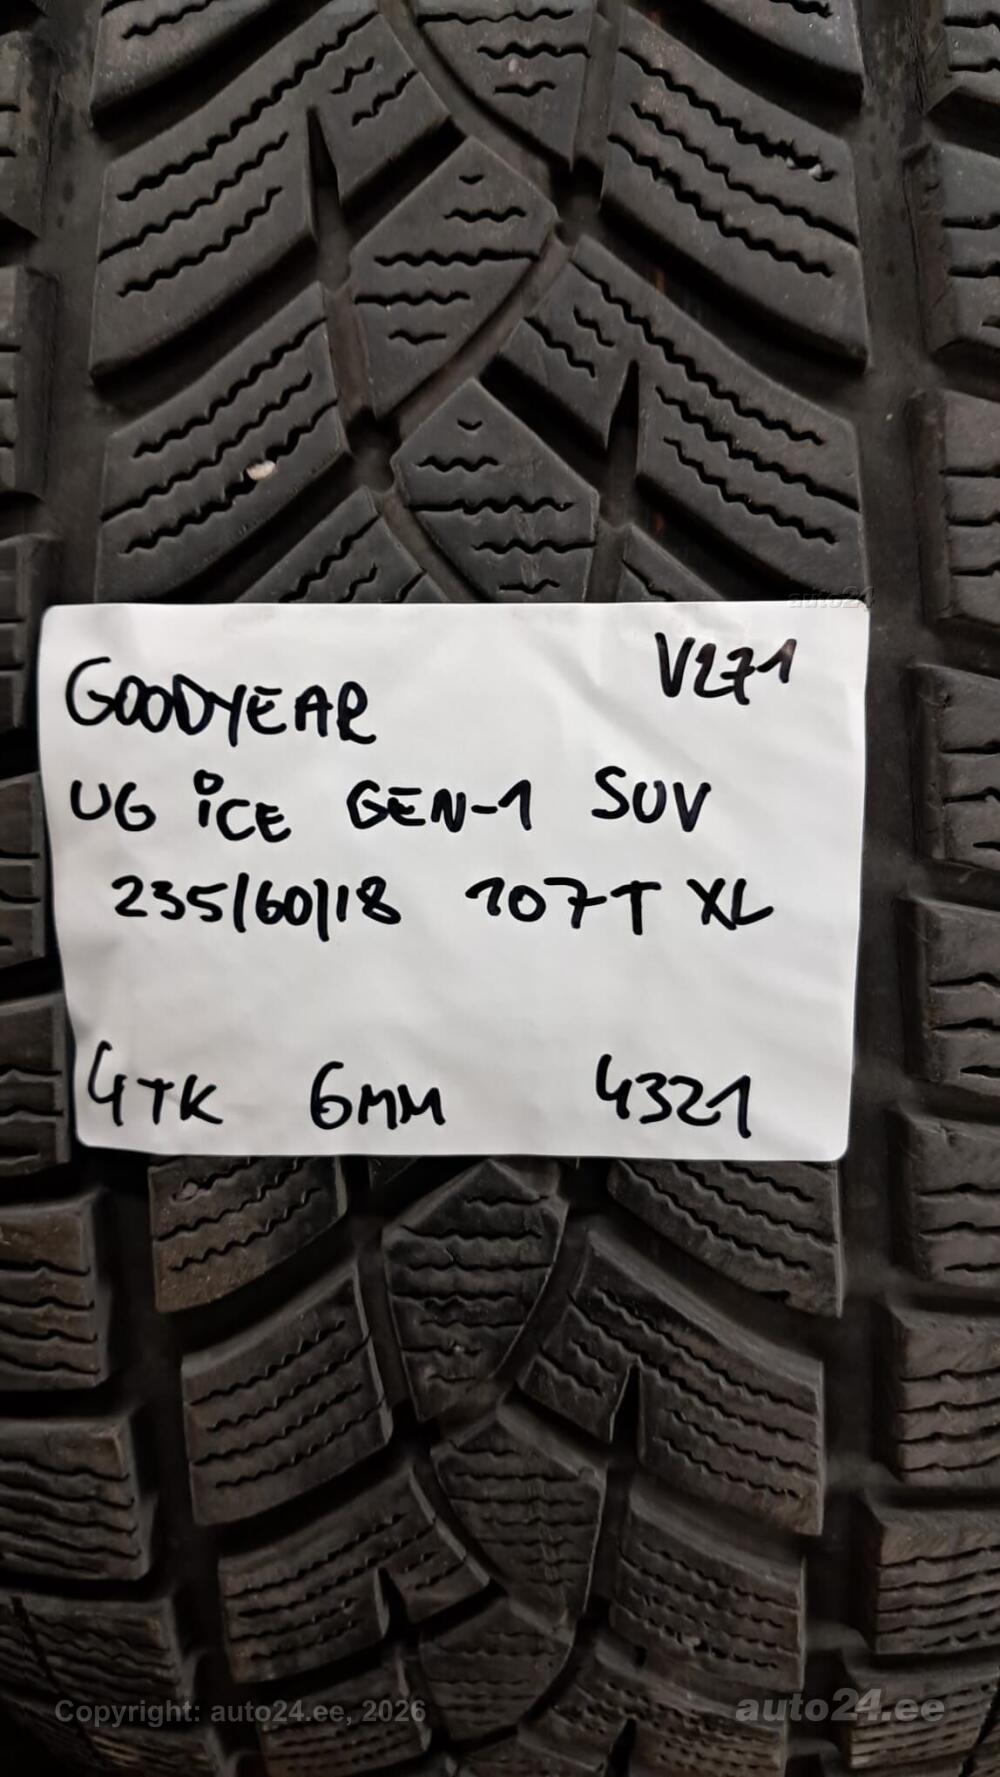 auto24
GOODYEAR V271
UG iCE GEN-1 SUV
235/60/18 107T XL
4TK 6MM 4321
Copyright: auto24.ee, 2026 auto24.ee